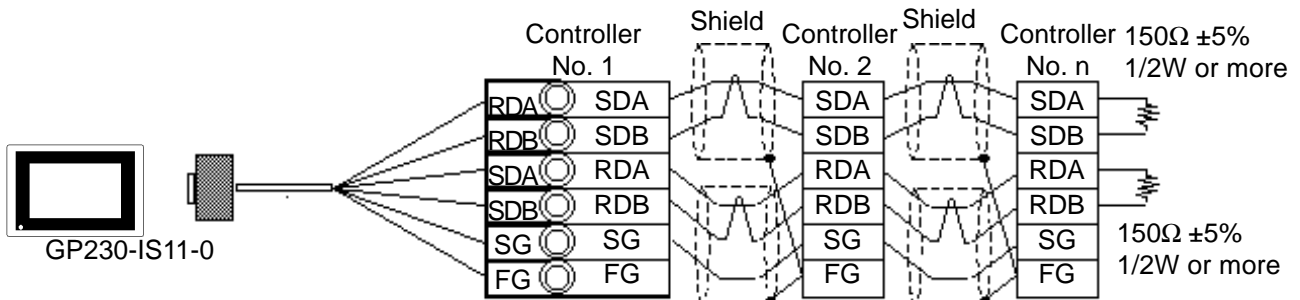 Controller No. 1
Shield
Controller No. 2
Shield
Controller No. n
150Ω ±5%
1/2W or more
RDA SDA SDA SDA
RDB SDB SDB SDB
SDA RDA RDA RDA
SDB RDB RDB RDB
SG SG SG SG
FG FG FG FG
150Ω ±5%
1/2W or more
GP230-IS11-0